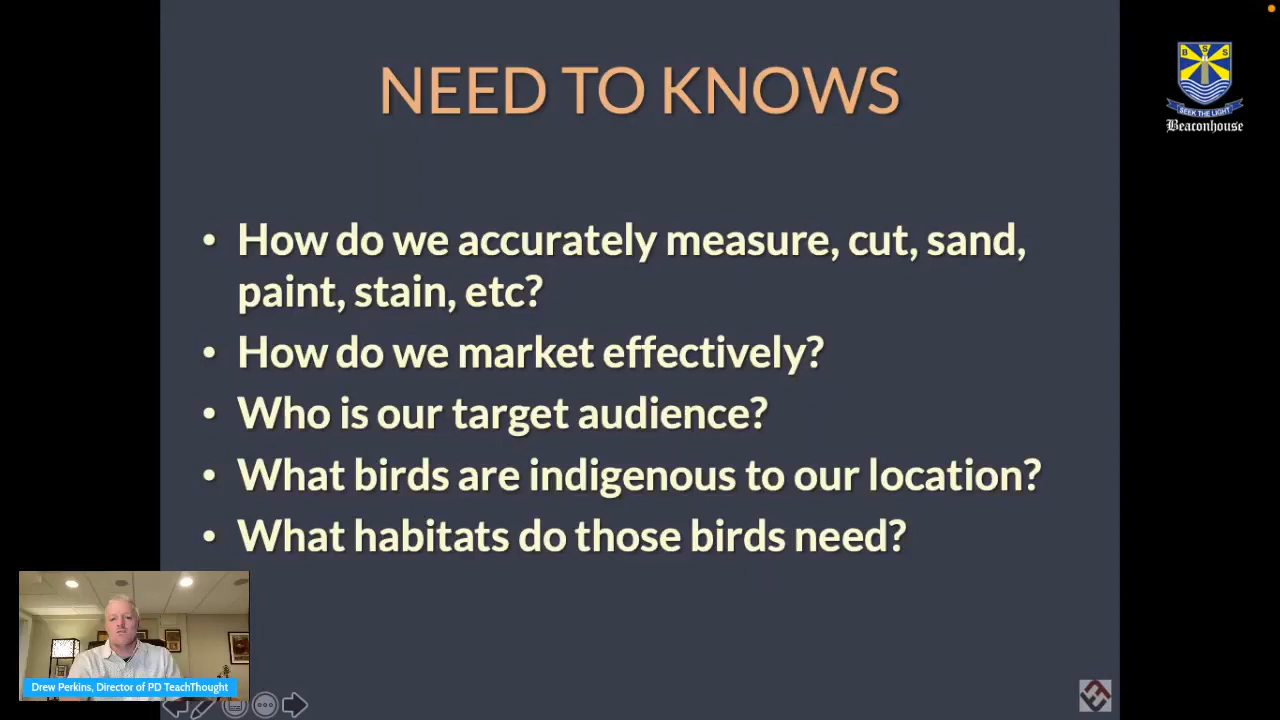 NEED TO KNOWS
B S S
SEEK THE LIGHT
Beaconhouse
• How do we accurately measure, cut, sand,
paint, stain, etc?
• How do we market effectively?
• Who is our target audience?
• What birds are indigenous to our location?
• What habitats do those birds need?
Drew Perkins, Director of PD TeachThought